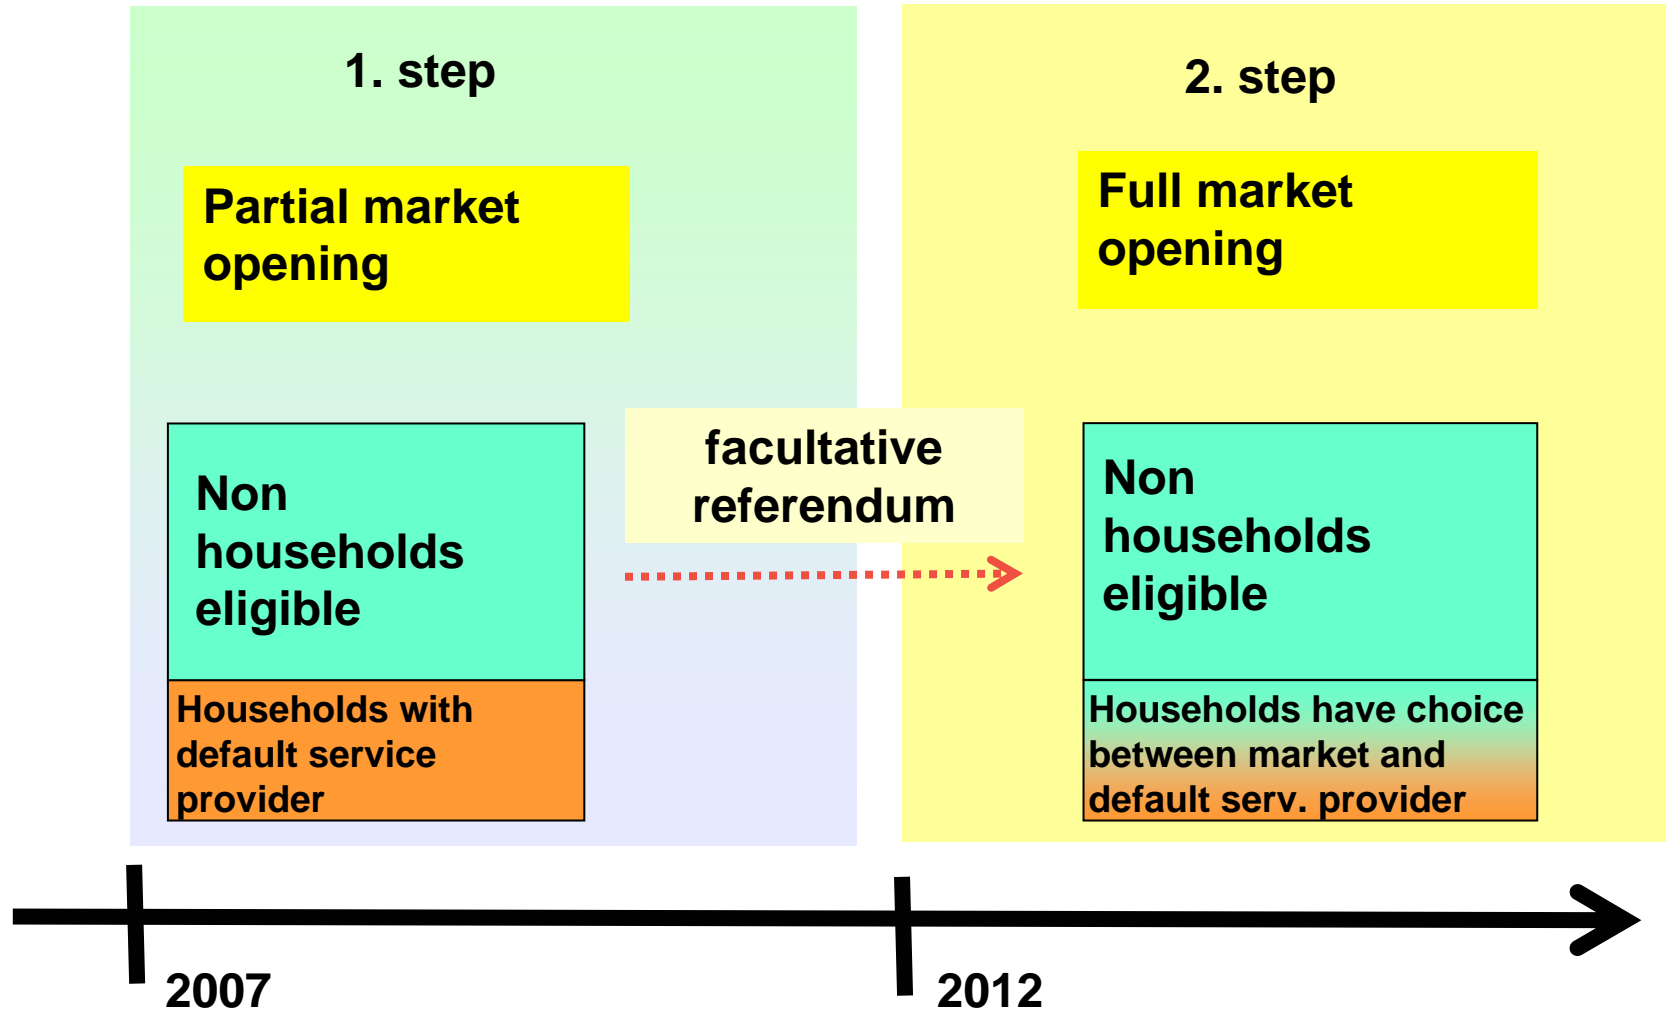 1. step
Partial market
opening
Non
households
eligible
Households with
default service
provider
facultative
referendum
2. step
Full market
opening
Non
households
eligible
Households have choice
between market and
default serv. provider
2007
2012